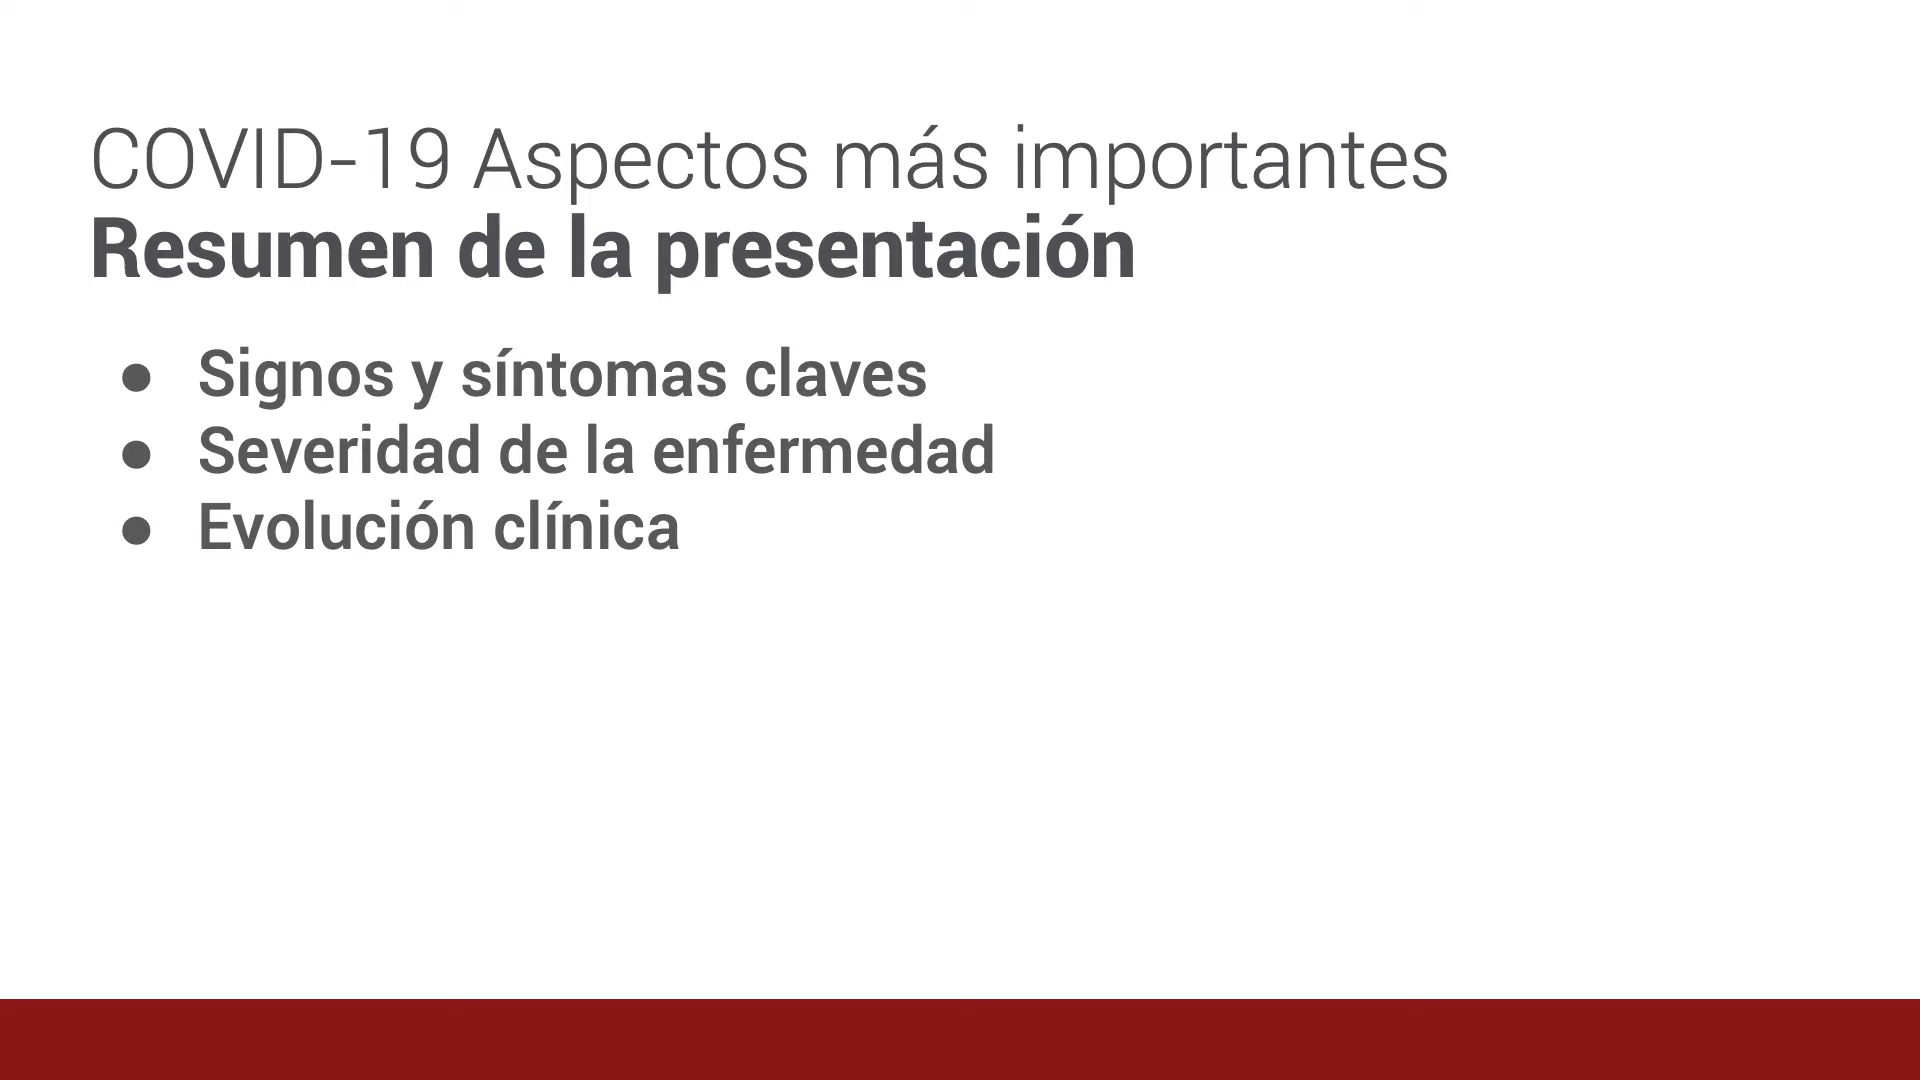 COVID-19 Aspectos más importantes
Resumen de la presentación
● Signos y síntomas claves
● Severidad de la enfermedad
● Evolución clínica